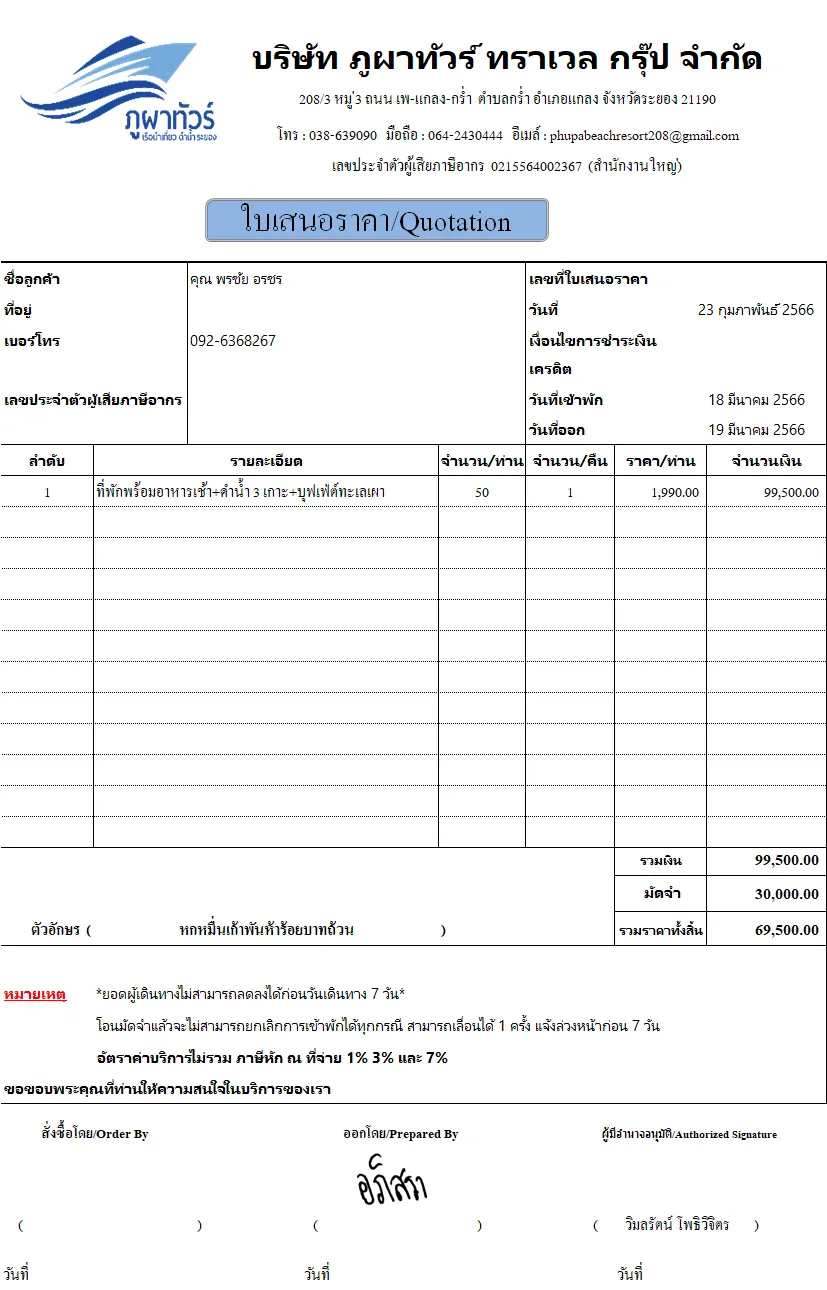 ภูผาทัวร์
เรือนำเที่ยว ดำน้ำ ระยอง
บริษัท ภูผาทัวร์ ทราเวล กรุ๊ป จำกัด
208/3 หมู่ 3 ถนน เพ-แกลง-กร่ำ ตำบลกร่ำ อำเภอแกลง จังหวัดระยอง 21190
โทร : 038-639090 มือถือ : 064-2430444 อีเมล์ : phupabeachresort208@gmail.com
เลขประจำตัวผู้เสียภาษีอากร 0215564002367 (สำนักงานใหญ่)
ใบเสนอราคา/Quotation
ชื่อลูกค้า คุณ พรชัย อรชร เลขที่ใบเสนอราคา
ที่อยู่ วันที่ 23 กุมภาพันธ์ 2566
เบอร์โทร 092-6368267 เงื่อนไขการชำระเงิน
เครดิต
เลขประจำตัวผู้เสียภาษีอากร วันที่เข้าพัก 18 มีนาคม 2566
วันที่ออก 19 มีนาคม 2566
ลำดับ รายละเอียด จำนวน/ท่าน จำนวน/คืน ราคา/ท่าน จำนวนเงิน
1 ที่พักพร้อมอาหารเช้า+ดำน้ำ 3 เกาะ+บุฟเฟ่ต์ทะเลเผา 50 1 1,990.00 99,500.00
รวมเงิน 99,500.00
มัดจำ 30,000.00
ตัวอักษร ( หกหมื่นเก้าพันห้าร้อยบาทถ้วน ) รวมราคาทั้งสิ้น 69,500.00
หมายเหตุ *ยอดผู้เดินทางไม่สามารถลดลงได้ก่อนวันเดินทาง 7 วัน*
โอนมัดจำแล้วจะไม่สามารถยกเลิกการเข้าพักได้ทุกกรณี สามารถเลื่อนได้ 1 ครั้ง แจ้งล่วงหน้าก่อน 7 วัน
อัตราค่าบริการไม่รวม ภาษีหัก ณ ที่จ่าย 1% 3% และ 7%
ขอขอบพระคุณที่ท่านให้ความสนใจในบริการของเรา
สั่งซื้อโดย/Order By ออกโดย/Prepared By ผู้มีอำนาจอนุมัติ/Authorized Signature
อภิสรา
( ) ( ) ( วิมลรัตน์ โพธิวิจิตร )
วันที่ วันที่ วันที่